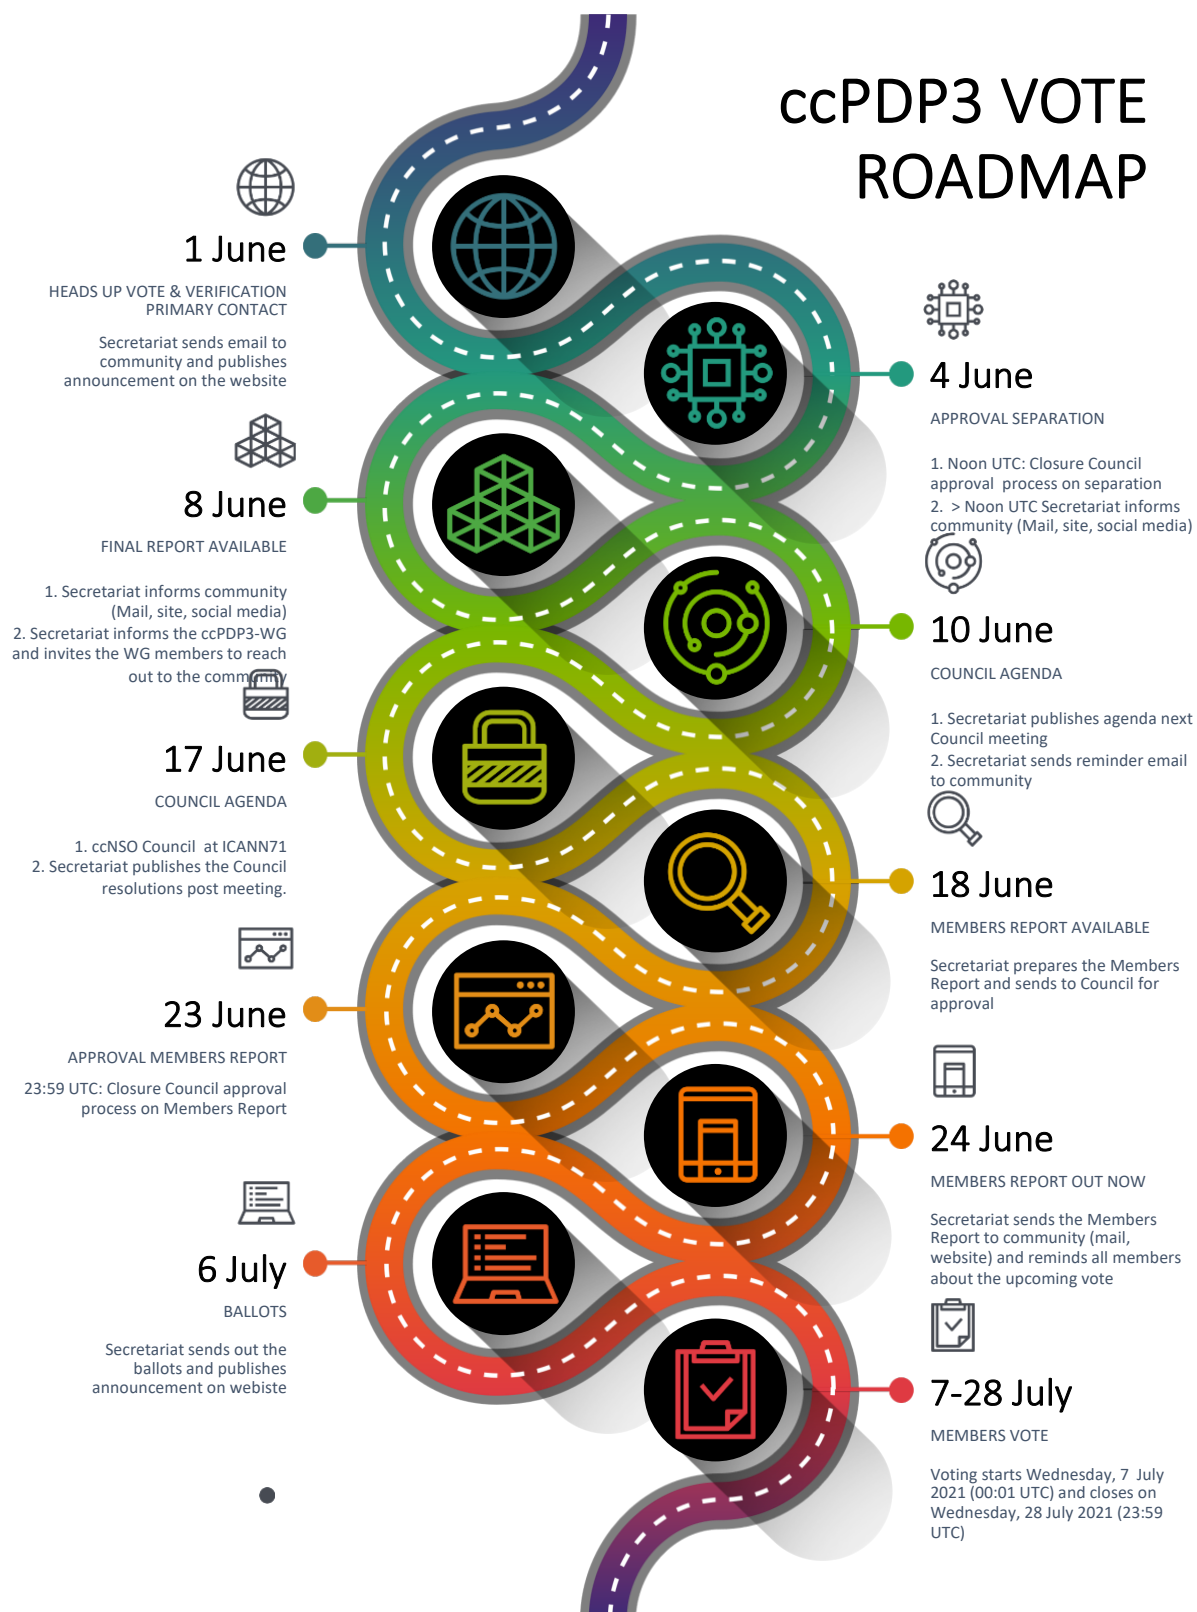 ccPDP3 VOTE
ROADMAP
1 June
HEADS UP VOTE & VERIFICATION
PRIMARY CONTACT
Secretariat sends email to
community and publishes
announcement on the website
4 June
APPROVAL SEPARATION
1. Noon UTC: Closure Council
approval process on separation
2. > Noon UTC Secretariat informs
community (Mail, site, social media)
8 June
FINAL REPORT AVAILABLE
1. Secretariat informs community
(Mail, site, social media)
2. Secretariat informs the ccPDP3-WG
and invites the WG members to reach
out to the community
10 June
COUNCIL AGENDA
1. Secretariat publishes agenda next
Council meeting
2. Secretariat sends reminder email
to community
17 June
COUNCIL AGENDA
1. ccNSO Council at ICANN71
2. Secretariat publishes the Council
resolutions post meeting.
18 June
MEMBERS REPORT AVAILABLE
Secretariat prepares the Members
Report and sends to Council for
approval
23 June
APPROVAL MEMBERS REPORT
23:59 UTC: Closure Council approval
process on Members Report
24 June
MEMBERS REPORT OUT NOW
Secretariat sends the Members
Report to community (mail,
website) and reminds all members
about the upcoming vote
6 July
BALLOTS
Secretariat sends out the
ballots and publishes
announcement on webiste
7-28 July
MEMBERS VOTE
Voting starts Wednesday, 7 July
2021 (00:01 UTC) and closes on
Wednesday, 28 July 2021 (23:59
UTC)